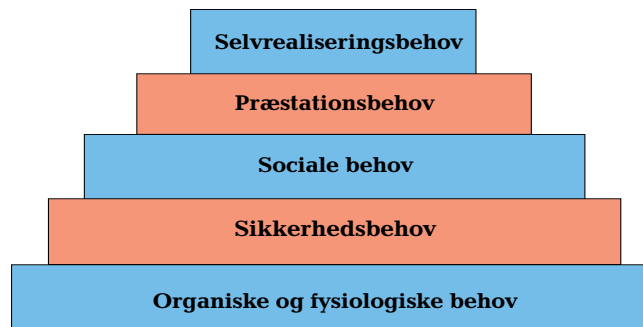 Selvrealiseringsbehov
Præstationsbehov
Sociale behov
Sikkerhedsbehov
Organiske og fysiologiske behov